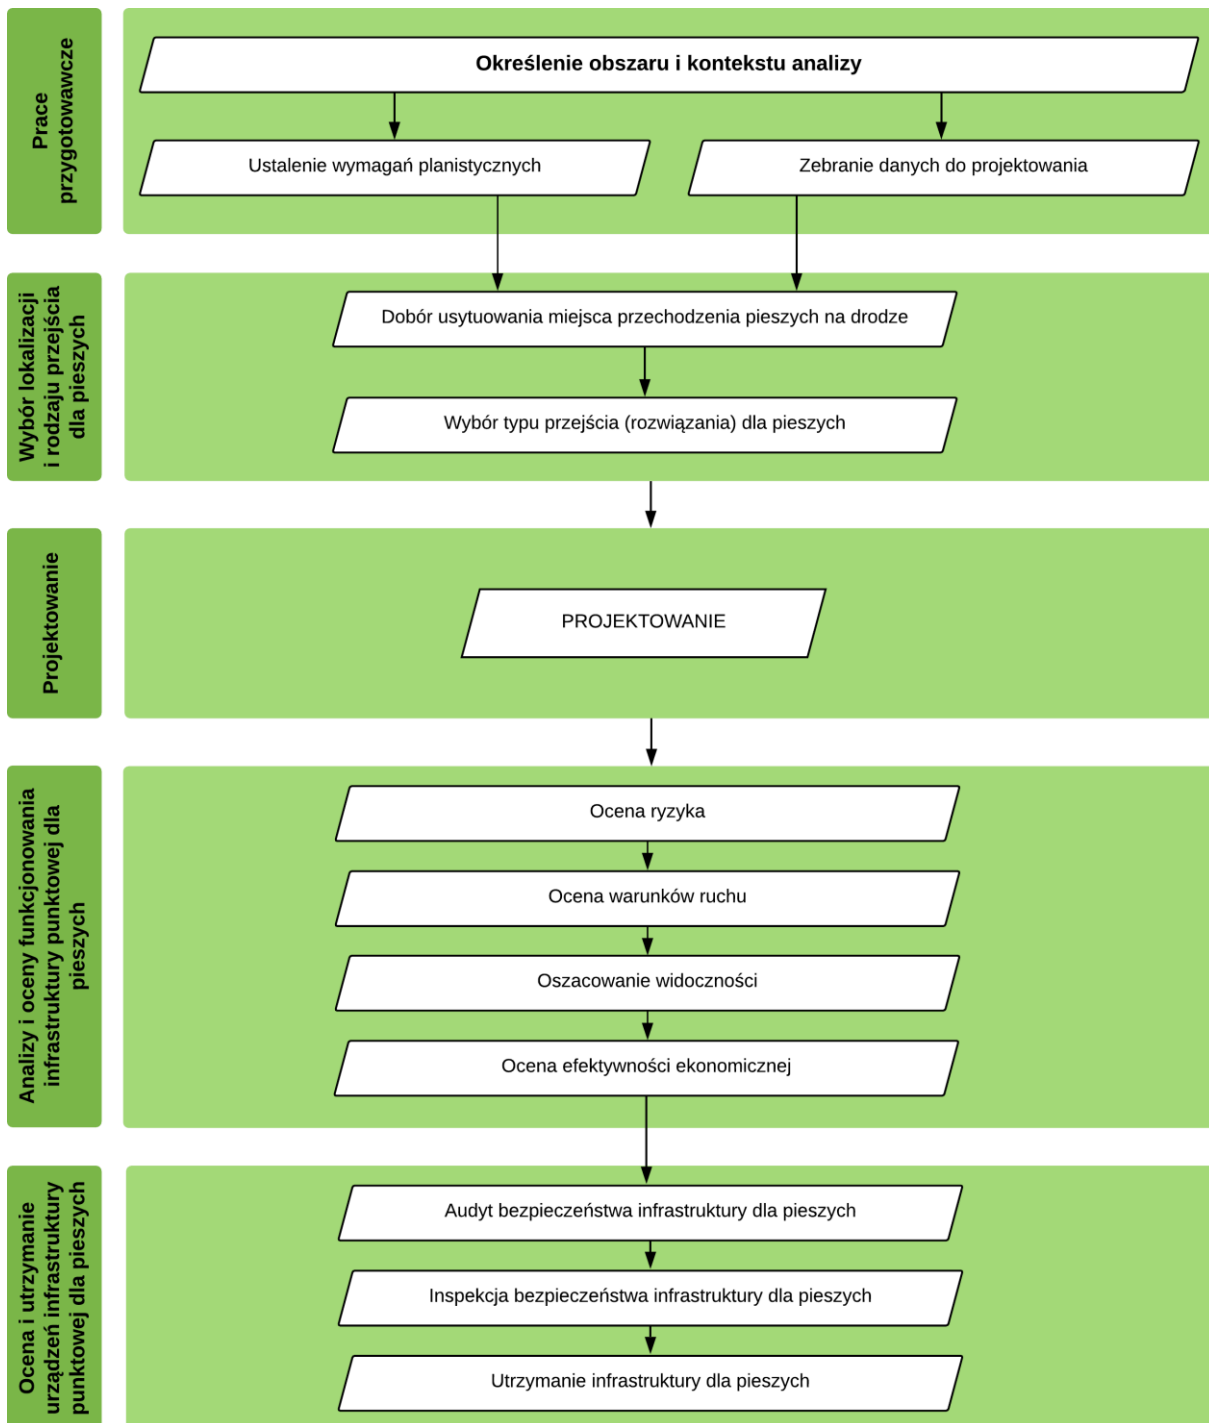 Prace
przygotowawcze
Określenie obszaru i kontekstu analizy
Ustalenie wymagań planistycznych
Zebranie danych do projektowania
Wybór lokalizacji
i rodzaju przejścia
dla pieszych
Dobór usytuowania miejsca przechodzenia pieszych na drodze
Wybór typu przejścia (rozwiązania) dla pieszych
Projektowanie
PROJEKTOWANIE
Analizy i oceny funkcjonowania
infrastruktury punktowej dla
pieszych
Ocena ryzyka
Ocena warunków ruchu
Oszacowanie widoczności
Ocena efektywności ekonomicznej
Ocena i utrzymanie
urządzeń infrastruktury
punktowej dla pieszych
Audyt bezpieczeństwa infrastruktury dla pieszych
Inspekcja bezpieczeństwa infrastruktury dla pieszych
Utrzymanie infrastruktury dla pieszych